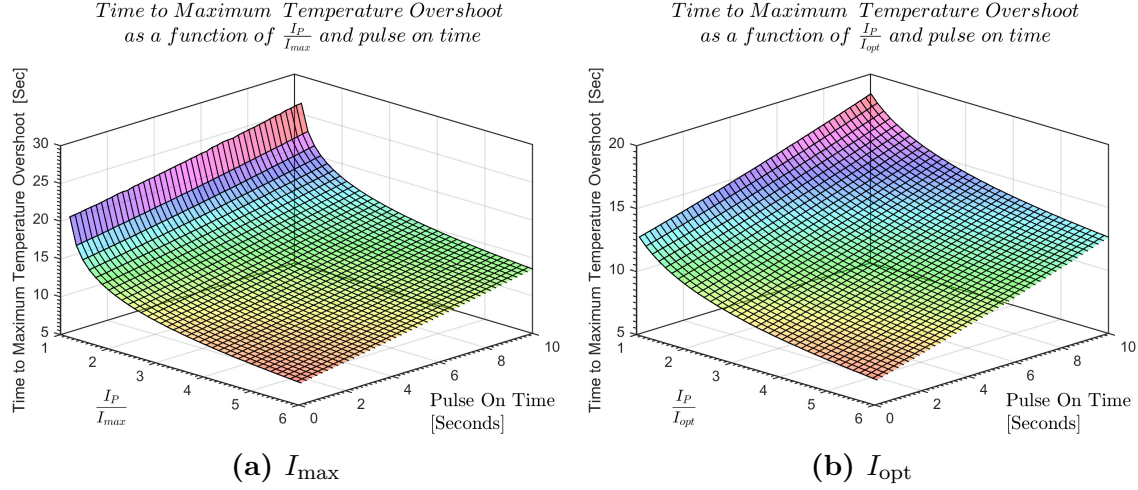 Time to Maximum Temperature Overshoot
as a function of I_P/I_max and pulse on time
Time to Maximum Temperature Overshoot [Sec]
30
25
20
15
10
5
1
2
3
4
5
6
I_P/I_max
0
2
4
6
8
10
Pulse On Time
[Seconds]
(a) I_max
Time to Maximum Temperature Overshoot
as a function of I_P/I_opt and pulse on time
Time to Maximum Temperature Overshoot [Sec]
20
15
10
5
1
2
3
4
5
6
I_P/I_opt
0
2
4
6
8
10
Pulse On Time
[Seconds]
(b) I_opt